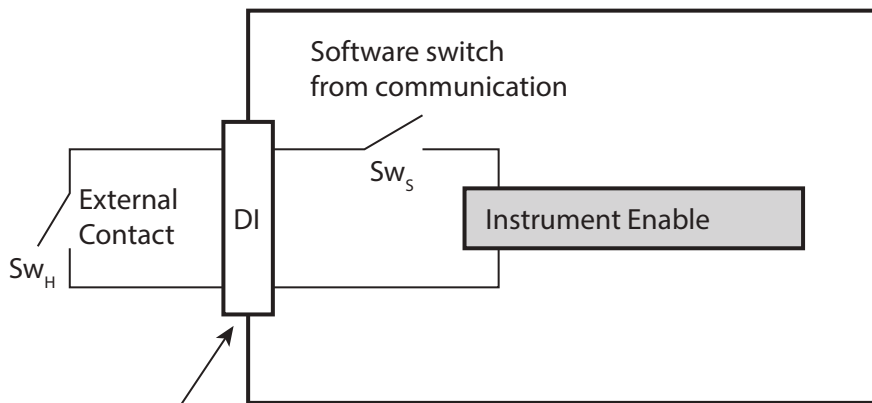 Software switch
from communication
Sw_S
External
Contact
DI
Instrument Enable
Sw_H